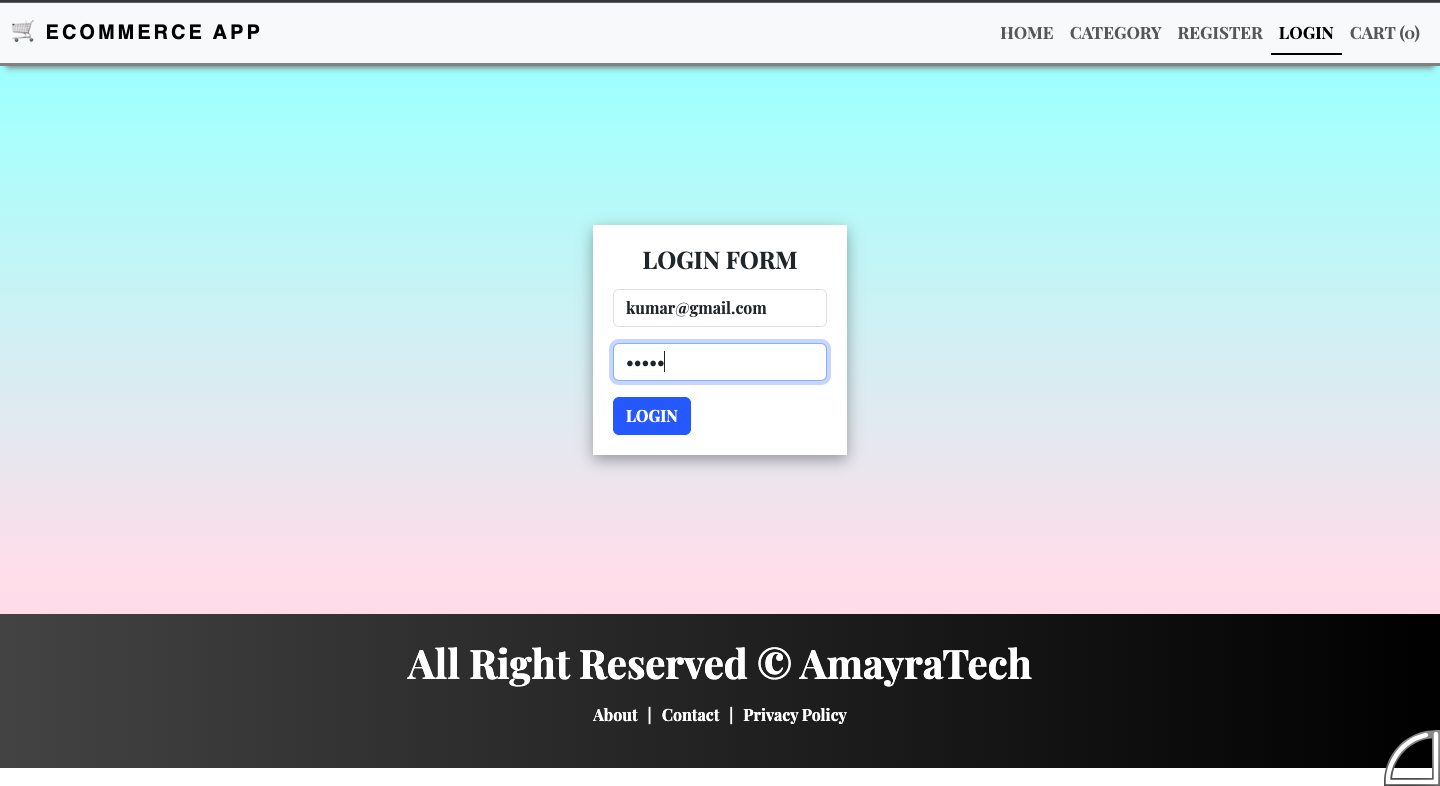 🛒 ECOMMERCE APP
HOME CATEGORY REGISTER LOGIN CART (0)
LOGIN FORM
kumar@gmail.com
•••••
LOGIN
All Right Reserved © AmayraTech
About | Contact | Privacy Policy